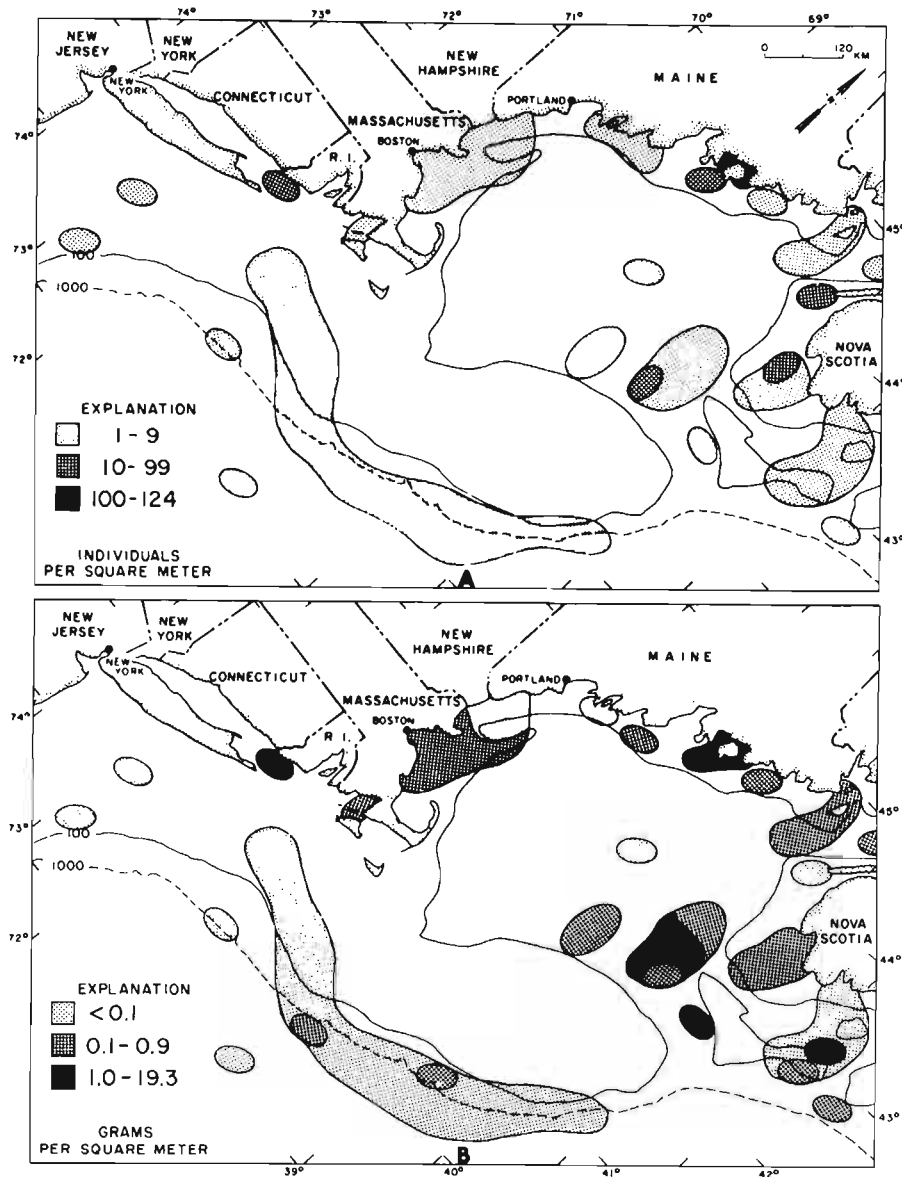 74° 73° 72° 71° 70° 69°
NEW JERSEY
NEW YORK
NEW YORK
CONNECTICUT
R. I.
MASSACHUSETTS
BOSTON
NEW HAMPSHIRE
PORTLAND
MAINE
0 120 KM
74°
73°
100
1000
72°
45°
NOVA SCOTIA
44°
43°
EXPLANATION
1-9
10-99
100-124
INDIVIDUALS
PER SQUARE METER
A
NEW JERSEY
NEW YORK
NEW YORK
CONNECTICUT
R. I.
MASSACHUSETTS
BOSTON
NEW HAMPSHIRE
PORTLAND
MAINE
74°
73°
100
1000
72°
45°
NOVA SCOTIA
44°
43°
EXPLANATION
<0.1
0.1-0.9
1.0-19.3
GRAMS
PER SQUARE METER
B
39° 40° 41° 42°